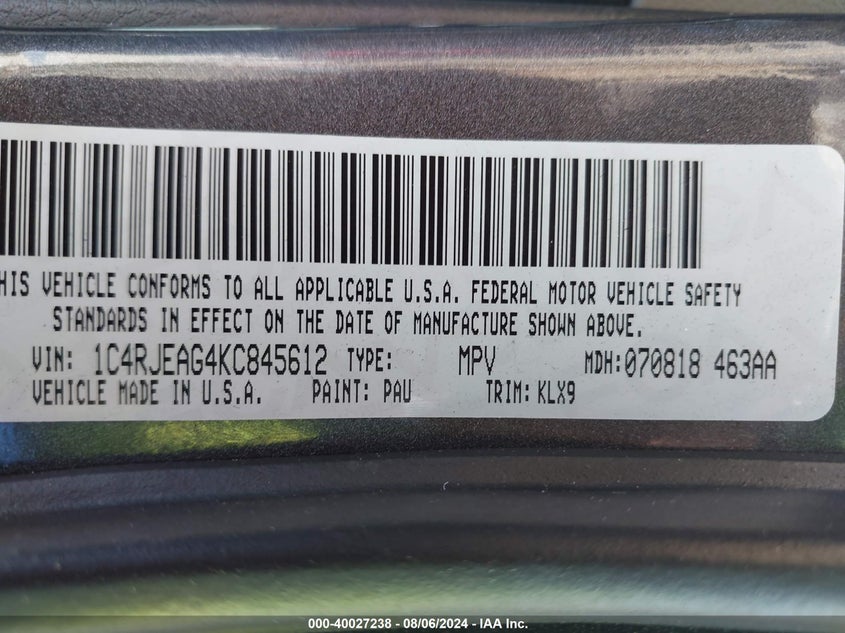 THIS VEHICLE CONFORMS TO ALL APPLICABLE U.S.A. FEDERAL MOTOR VEHICLE SAFETY
STANDARDS IN EFFECT ON THE DATE OF MANUFACTURE SHOWN ABOVE.
VIN: 1C4RJEAG4KC845612 TYPE: MPV MDH:070818 463AA
VEHICLE MADE IN U.S.A. PAINT: PAU TRIM: KLX9
000-40027238 - 08/06/2024 - IAA Inc.